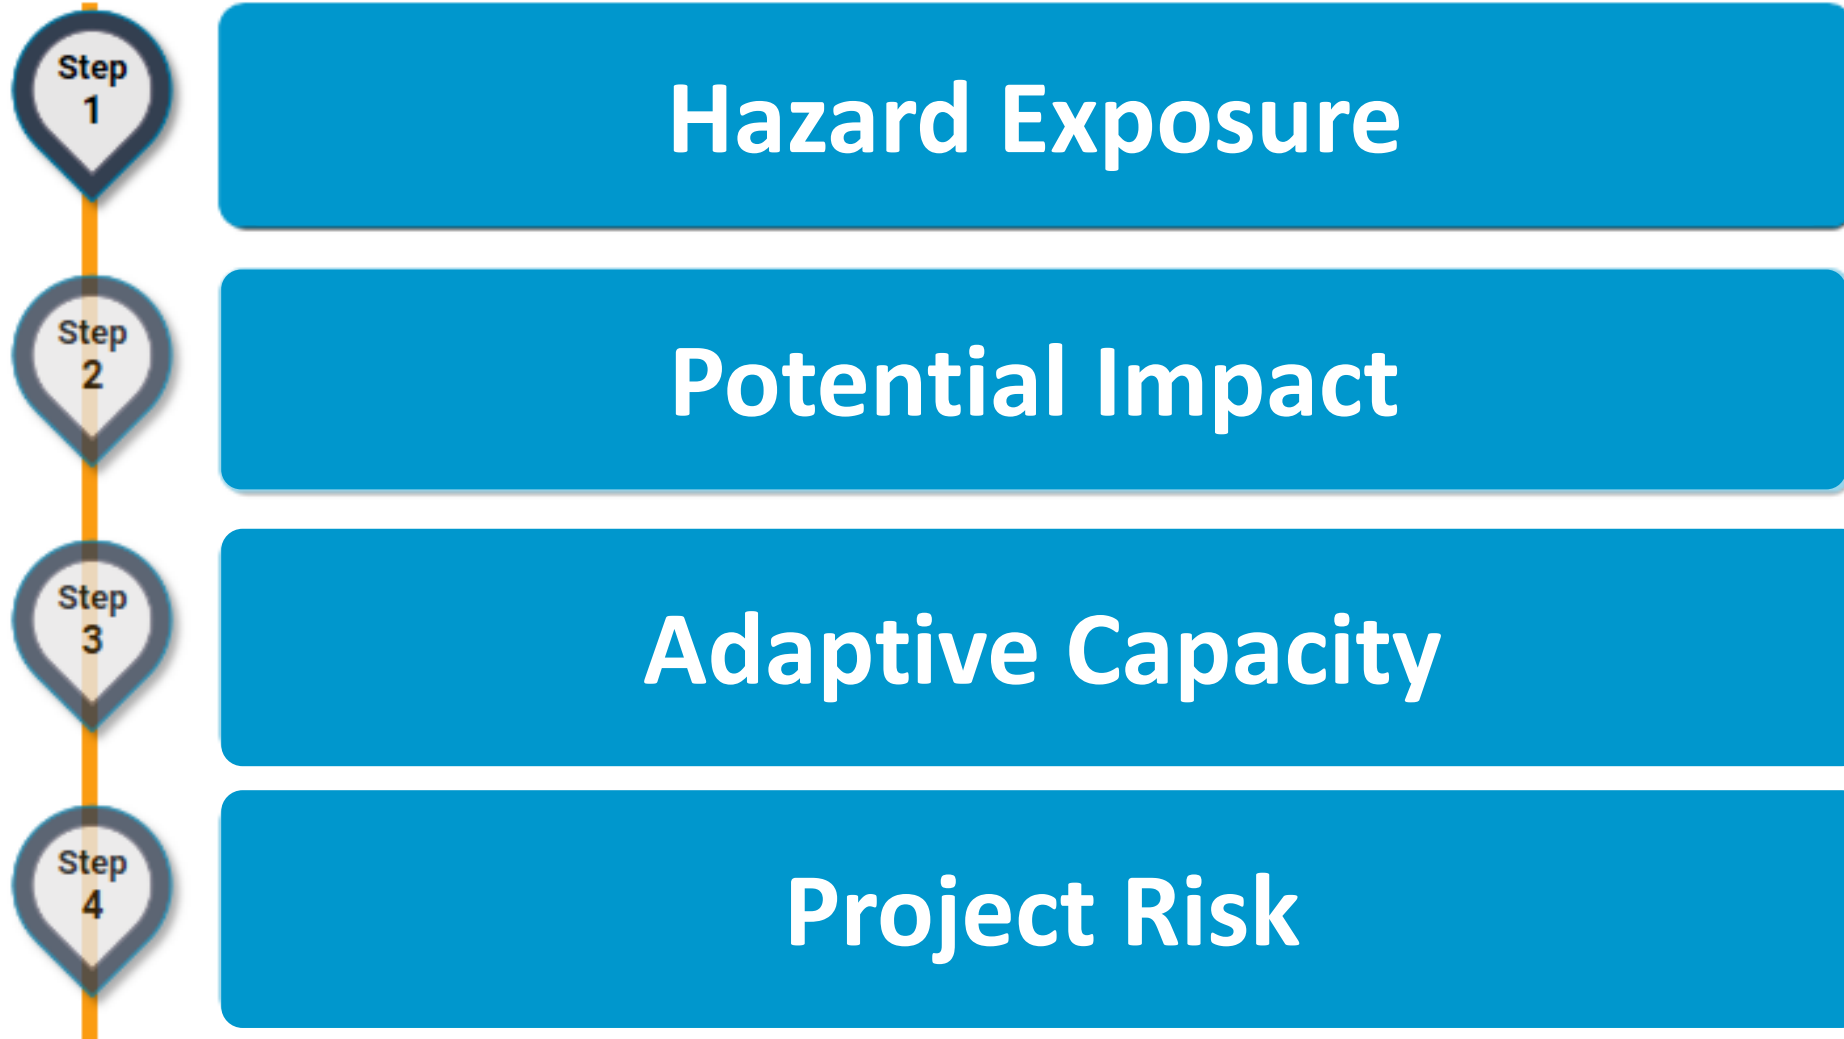 Step
1
Hazard Exposure
Step
2
Potential Impact
Step
3
Adaptive Capacity
Step
4
Project Risk